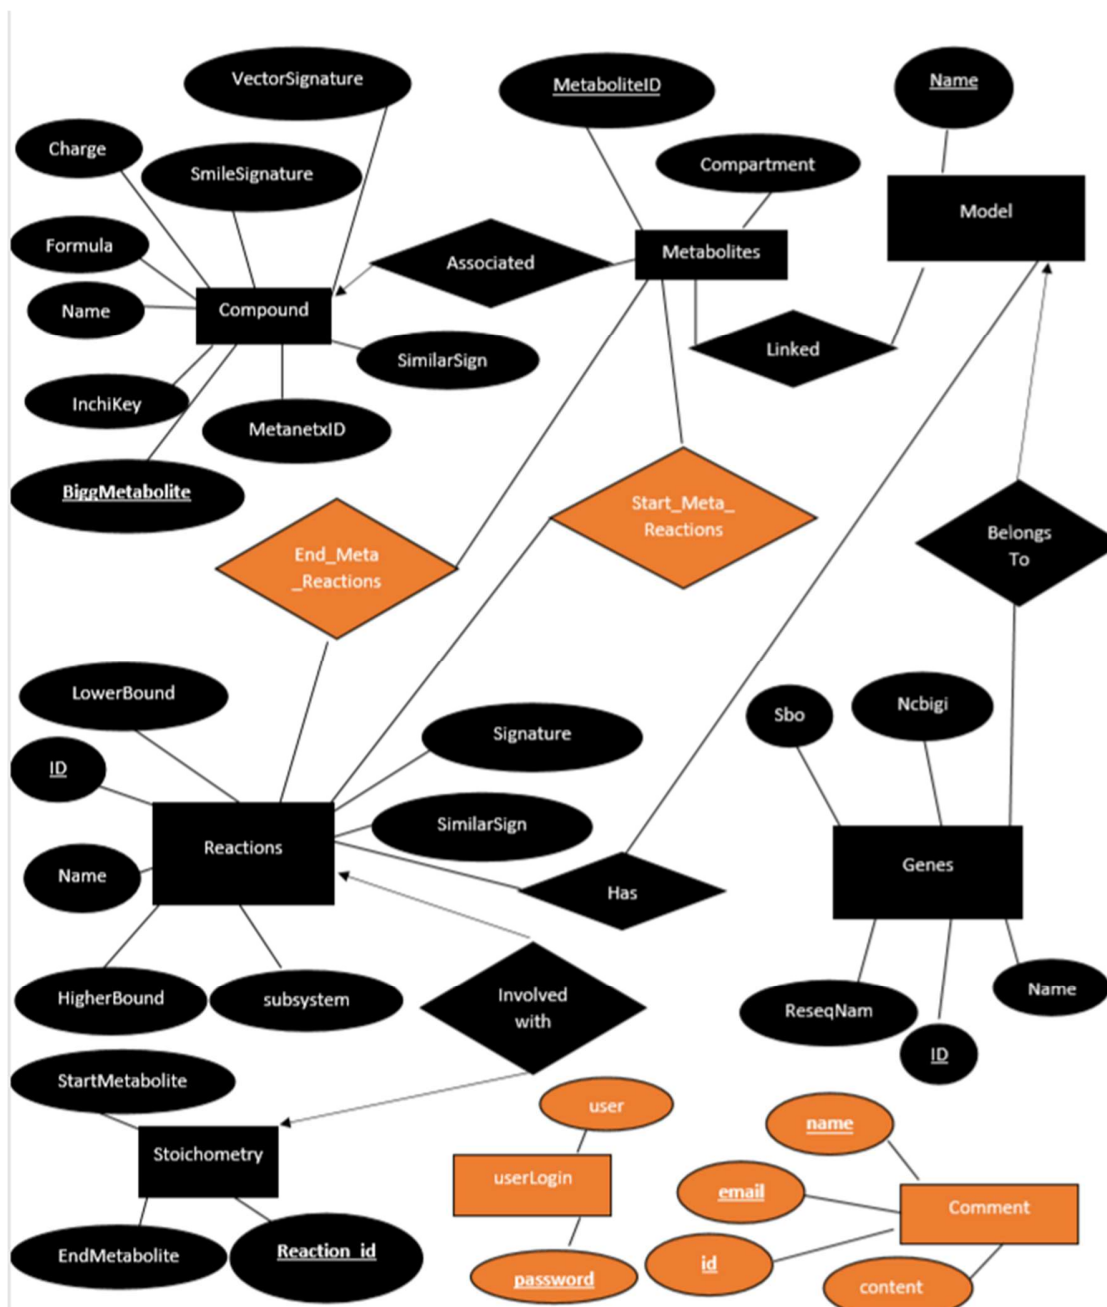 VectorSignature
MetaboliteID
Name
Charge
SmileSignature
Compartment
Model
Formula
Associated
Metabolites
Name
Compound
SimilarSign
Linked
InchiKey
MetanetxID
BiggMetabolite
Start_Meta_
Reactions
End_Meta
_Reactions
Belongs
To
LowerBound
Signature
Sbo
Ncbigi
ID
SimilarSign
Reactions
Genes
Name
Has
HigherBound
subsystem
Involved
with
ReseqNam
Name
ID
StartMetabolite
user
name
Stoichometry
userLogin
email
Comment
EndMetabolite
Reaction_id
password
id
content